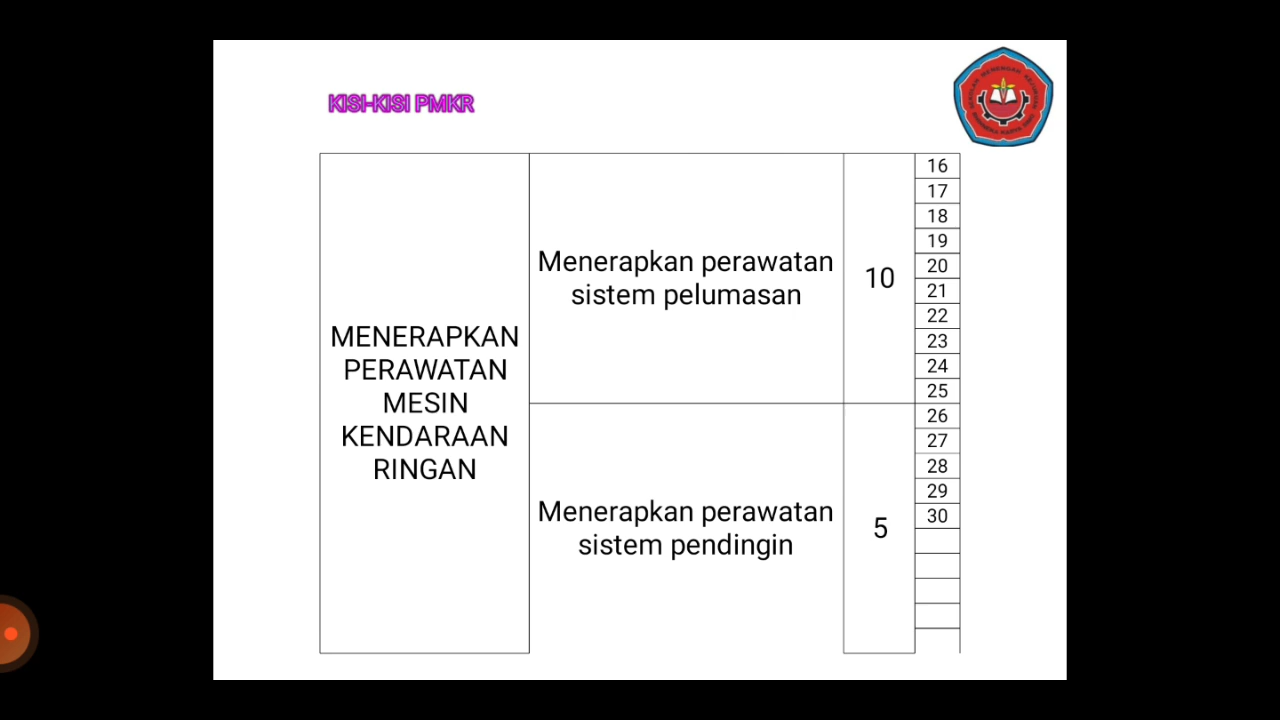 KISI-KISI PMKR
MENERAPKAN
PERAWATAN
MESIN
KENDARAAN
RINGAN
Menerapkan perawatan
sistem pelumasan
10
16
17
18
19
20
21
22
23
24
25
Menerapkan perawatan
sistem pendingin
5
26
27
28
29
30